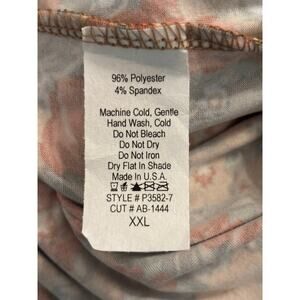 96% Polyester
4% Spandex
Machine Cold, Gentle
Hand Wash, Cold
Do Not Bleach
Do Not Dry
Do Not Iron
Dry Flat In Shade
Made In U.S.A.
STYLE # P3582-7
CUT # AB-1444
XXL